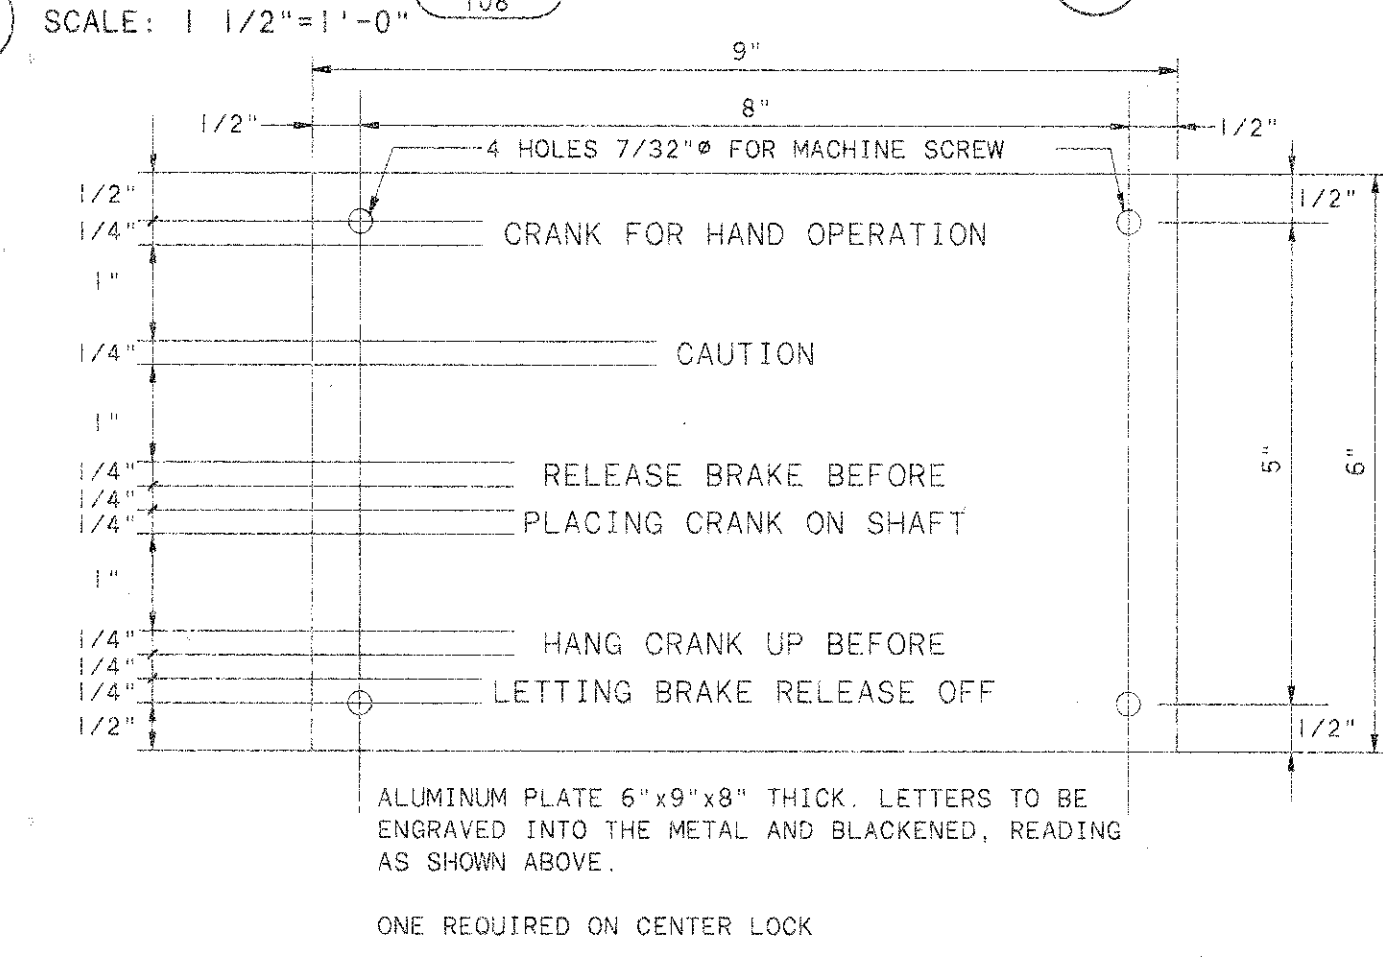 108
SCALE: 1 1/2"=1'-0"
9"
8"
1/2"
1/2"
4 HOLES 7/32"ø FOR MACHINE SCREW
1/2"
1/2"
1/4"
CRANK FOR HAND OPERATION
1"
1/4"
CAUTION
1"
5"
6"
1/4"
RELEASE BRAKE BEFORE
1/4"
1/4"
PLACING CRANK ON SHAFT
1"
1/4"
HANG CRANK UP BEFORE
1/4"
1/4"
LETTING BRAKE RELEASE OFF
1/2"
1/2"
ALUMINUM PLATE 6"x9"x8" THICK. LETTERS TO BE
ENGRAVED INTO THE METAL AND BLACKENED, READING
AS SHOWN ABOVE.
ONE REQUIRED ON CENTER LOCK